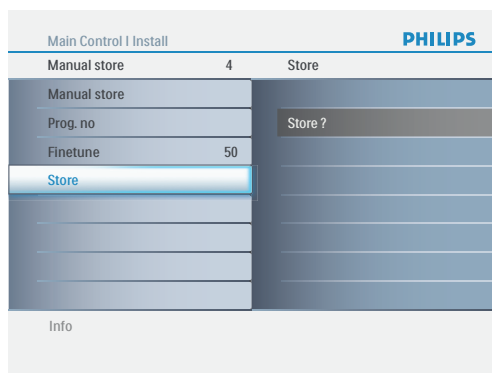 Main Control I Install
PHILIPS
Manual store 4 Store
Manual store
Prog. no Store ?
Finetune 50
Store
Info